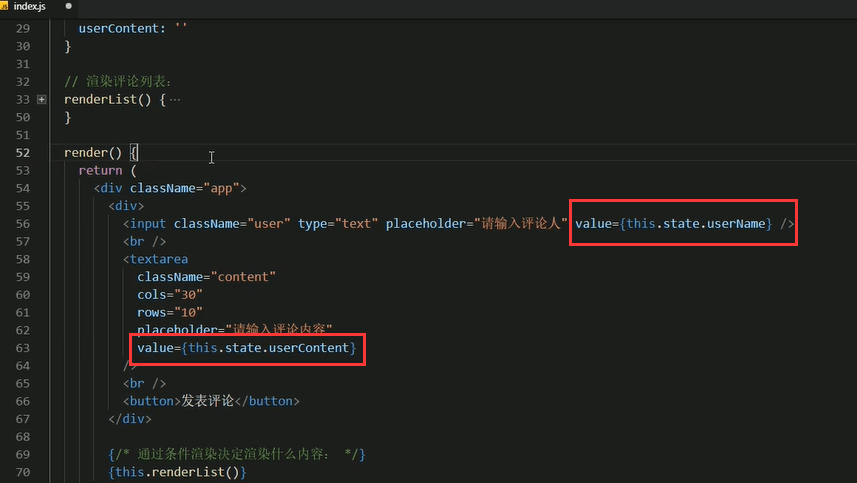 JS index.js ●
29 userContent: ''
30 }
31
32 // 渲染评论列表：
33 renderList() { ···
50 }
51
52 render() {
53 return (
54 <div className="app">
55 <div>
56 <input className="user" type="text" placeholder="请输入评论人" value={this.state.userName} />
57 <br />
58 <textarea
59 className="content"
60 cols="30"
61 rows="10"
62 placeholder="请输入评论内容"
63 value={this.state.userContent}
64 />
65 <br />
66 <button>发表评论</button>
67 </div>
68
69 {/* 通过条件渲染决定渲染什么内容： */}
70 {this.renderList()}